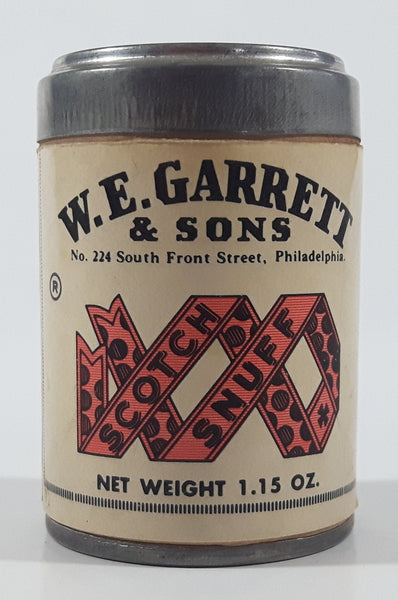 W.E. GARRETT
& SONS
No. 224 South Front Street, Philadelphia.
®
SCOTCH
SNUFF
NET WEIGHT 1.15 OZ.